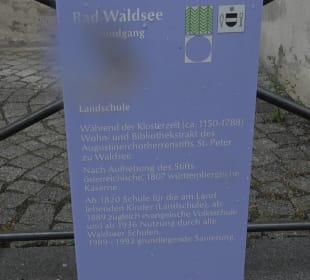 Bad Waldsee
ndgang
Landschule
Während der Klosterzeit (ca. 1150-1788)
Wohn- und Bibliothekstrakt des
Augustinerchorherrenstifts St. Peter
zu Waldsee.
Nach Aufhebung des Stifts
österreichische, 1807 württembergische
Kaserne.
Ab 1820 Schule für die am Land
lebenden Kinder (Landschule), ab
1889 zugleich evangelische Volksschule
und ab 1936 Nutzung durch alle
Waldseer Schulen.
1989 - 1992 grundlegende Sanierung.